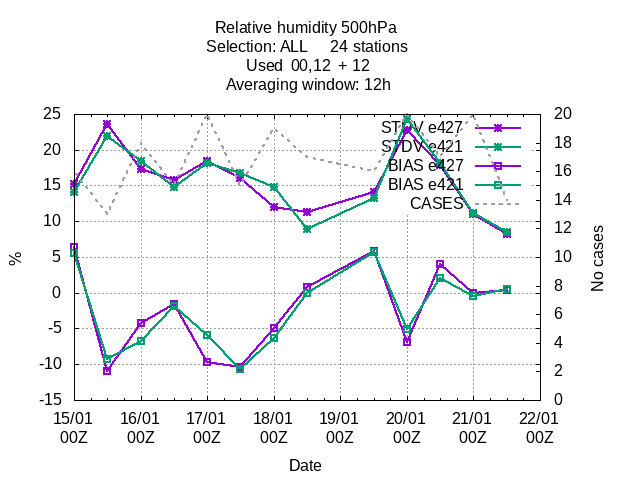 Relative humidity 500hPa
Selection: ALL 24 stations
Used 00,12 + 12
Averaging window: 12h
25
20
15
10
5
0
-5
-10
-15
%
STDV e427
STDV e421
BIAS e427
BIAS e421
CASES
20
18
16
14
12
10
8
6
4
2
0
No cases
15/01 16/01 17/01 18/01 19/01 20/01 21/01 22/01
00Z 00Z 00Z 00Z 00Z 00Z 00Z 00Z
Date